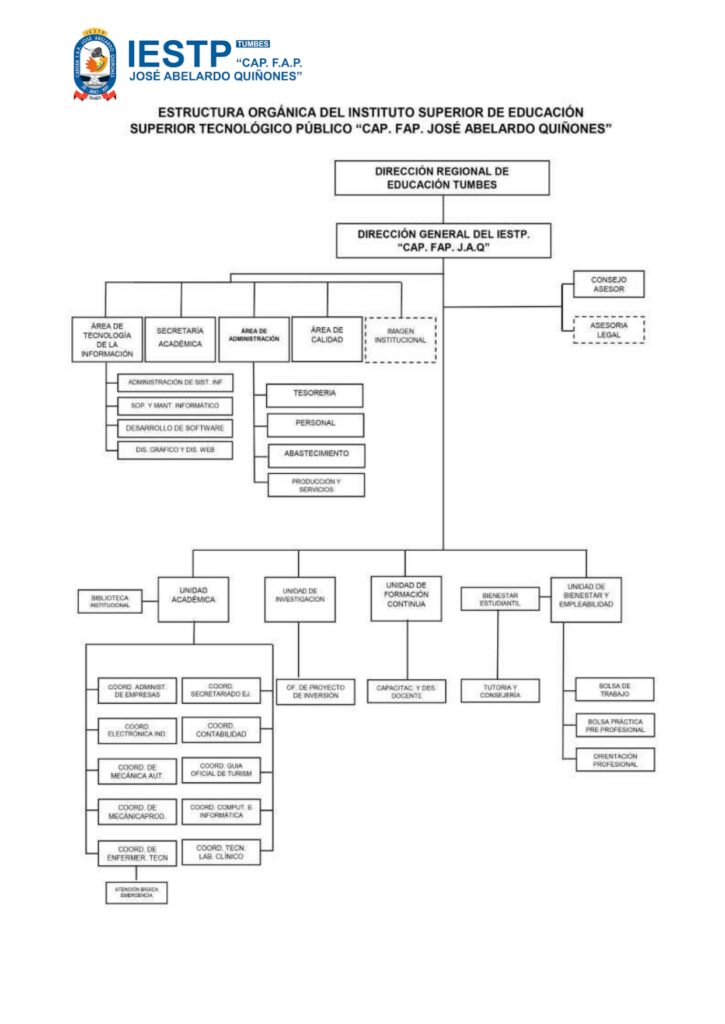 IESTP TUMBES
"CAP. F.A.P.
JOSÉ ABELARDO QUIÑONES"
ESTRUCTURA ORGÁNICA DEL INSTITUTO SUPERIOR DE EDUCACIÓN
SUPERIOR TECNOLÓGICO PÚBLICO "CAP. FAP. JOSÉ ABELARDO QUIÑONES"
DIRECCIÓN REGIONAL DE
EDUCACIÓN TUMBES
DIRECCIÓN GENERAL DEL IESTP.
"CAP. FAP. J.A.Q"
CONSEJO
ASESOR
ASESORIA
LEGAL
ÁREA DE
TECNOLOGÍA
DE LA
INFORMACIÓN
SECRETARÍA
ACADÉMICA
ÁREA DE
ADMINISTRACIÓN
ÁREA DE
CALIDAD
IMAGEN
INSTITUCIONAL
ADMINISTRACIÓN DE SIST. INF
SOP. Y MANT. INFORMÁTICO
DESARROLLO DE SOFTWARE
DIS. GRÁFICO Y DIS. WEB
TESORERIA
PERSONAL
ABASTECIMIENTO
PRODUCCIÓN Y
SERVICIOS
BIBLIOTECA
INSTITUCIONAL
UNIDAD
ACADÉMICA
UNIDAD DE
INVESTIGACION
UNIDAD DE
FORMACIÓN
CONTINUA
BIENESTAR
ESTUDIANTIL
UNIDAD DE
BIENESTAR Y
EMPLEABILIDAD
COORD. ADMINIST.
DE EMPRESAS
COORD.
SECRETARIADO EJ.
COORD.
ELECTRÓNICA IND.
COORD.
CONTABILIDAD
COORD. DE
MECÁNICA AUT.
COORD. GUIA
OFICIAL DE TURISM
COORD. DE
MECÁNICAPROD.
COORD. COMPUT. E
INFORMÁTICA
COORD. DE
ENFERMER. TECN
COORD. TECN.
LAB. CLÍNICO
ATENCIÓN BÁSICA
EMERGENCIA
OF. DE PROYECTO
DE INVERSIÓN
CAPACITAC. Y DES.
DOCENTE
TUTORIA Y
CONSEJERÍA
BOLSA DE
TRABAJO
BOLSA PRÁCTICA
PRE PROFESIONAL
ORIENTACIÓN
PROFESIONAL